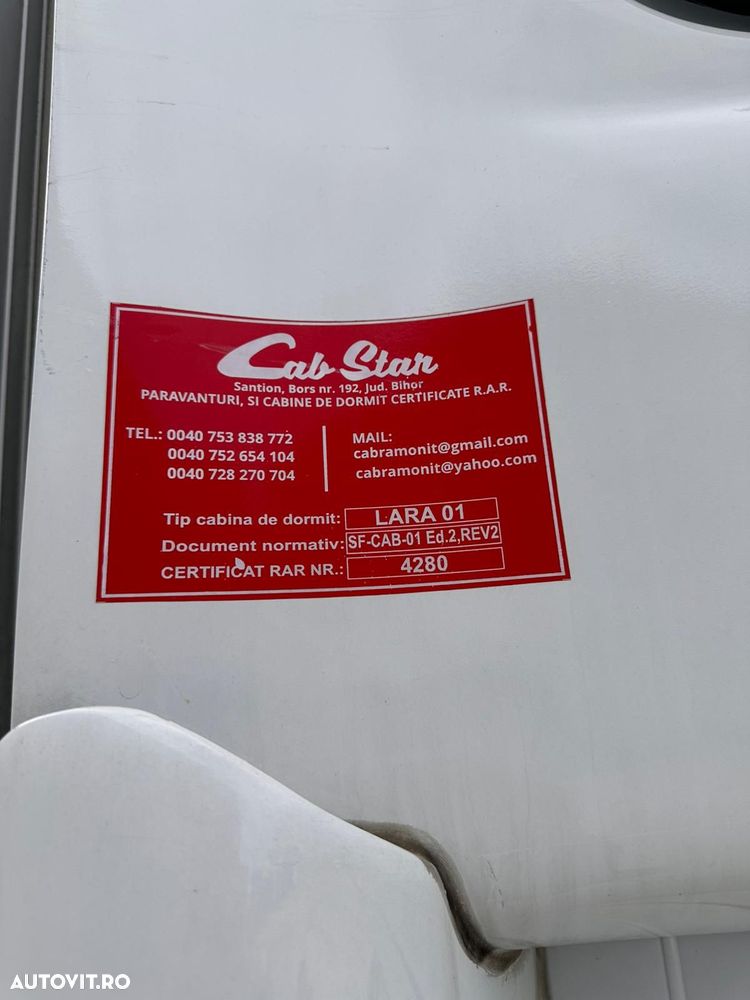 Cab Star
Santion, Bors nr. 192, Jud. Bihor
PARAVANTURI, SI CABINE DE DORMIT CERTIFICATE R.A.R.
TEL.: 0040 753 838 772
0040 752 654 104
0040 728 270 704
MAIL:
cabramonit@gmail.com
cabramonit@yahoo.com
Tip cabina de dormit: LARA 01
Document normativ: SF-CAB-01 Ed.2,REV2
CERTIFICAT RAR NR.: 4280
AUTOVIT.RO